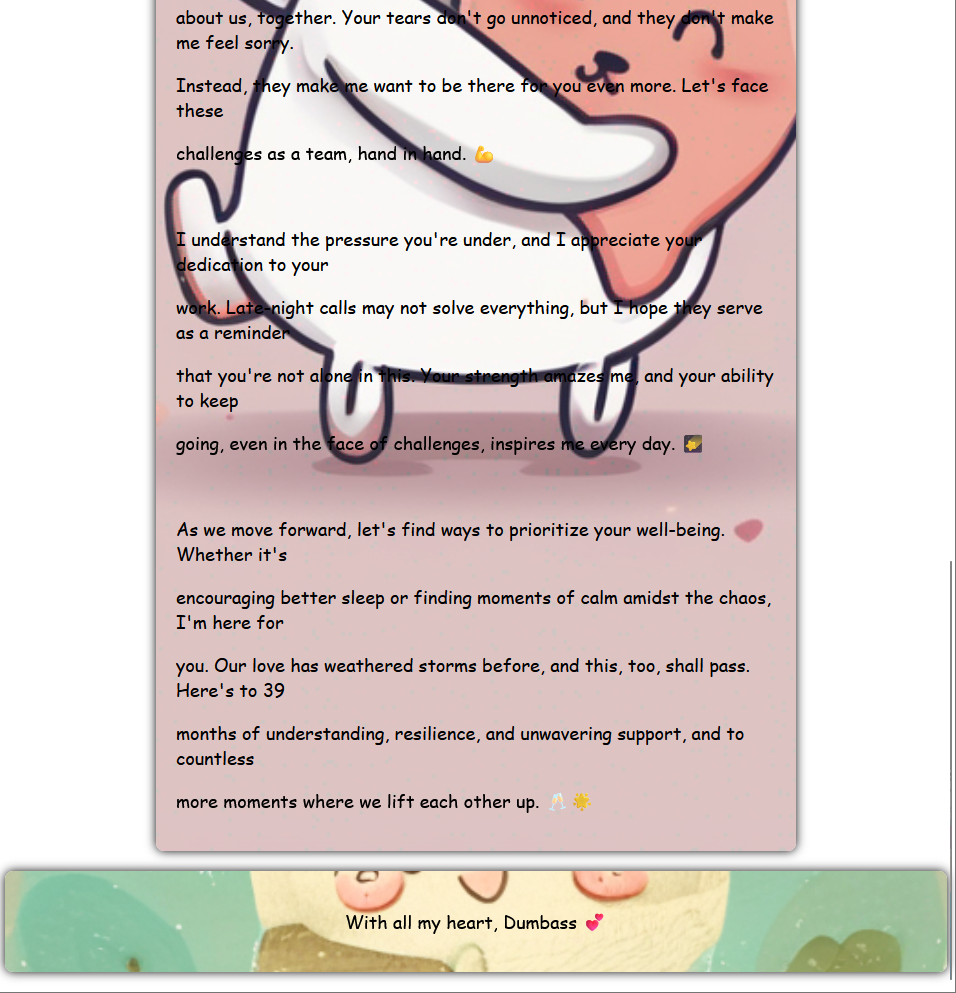 about us, together. Your tears don't go unnoticed, and they don't make
me feel sorry.
Instead, they make me want to be there for you even more. Let's face
these
challenges as a team, hand in hand. 💪
I understand the pressure you're under, and I appreciate your
dedication to your
work. Late-night calls may not solve everything, but I hope they serve
as a reminder
that you're not alone in this. Your strength amazes me, and your ability
to keep
going, even in the face of challenges, inspires me every day. 🌠
As we move forward, let's find ways to prioritize your well-being.
Whether it's
encouraging better sleep or finding moments of calm amidst the chaos,
I'm here for
you. Our love has weathered storms before, and this, too, shall pass.
Here's to 39
months of understanding, resilience, and unwavering support, and to
countless
more moments where we lift each other up. 🥂🌟
With all my heart, Dumbass 💕